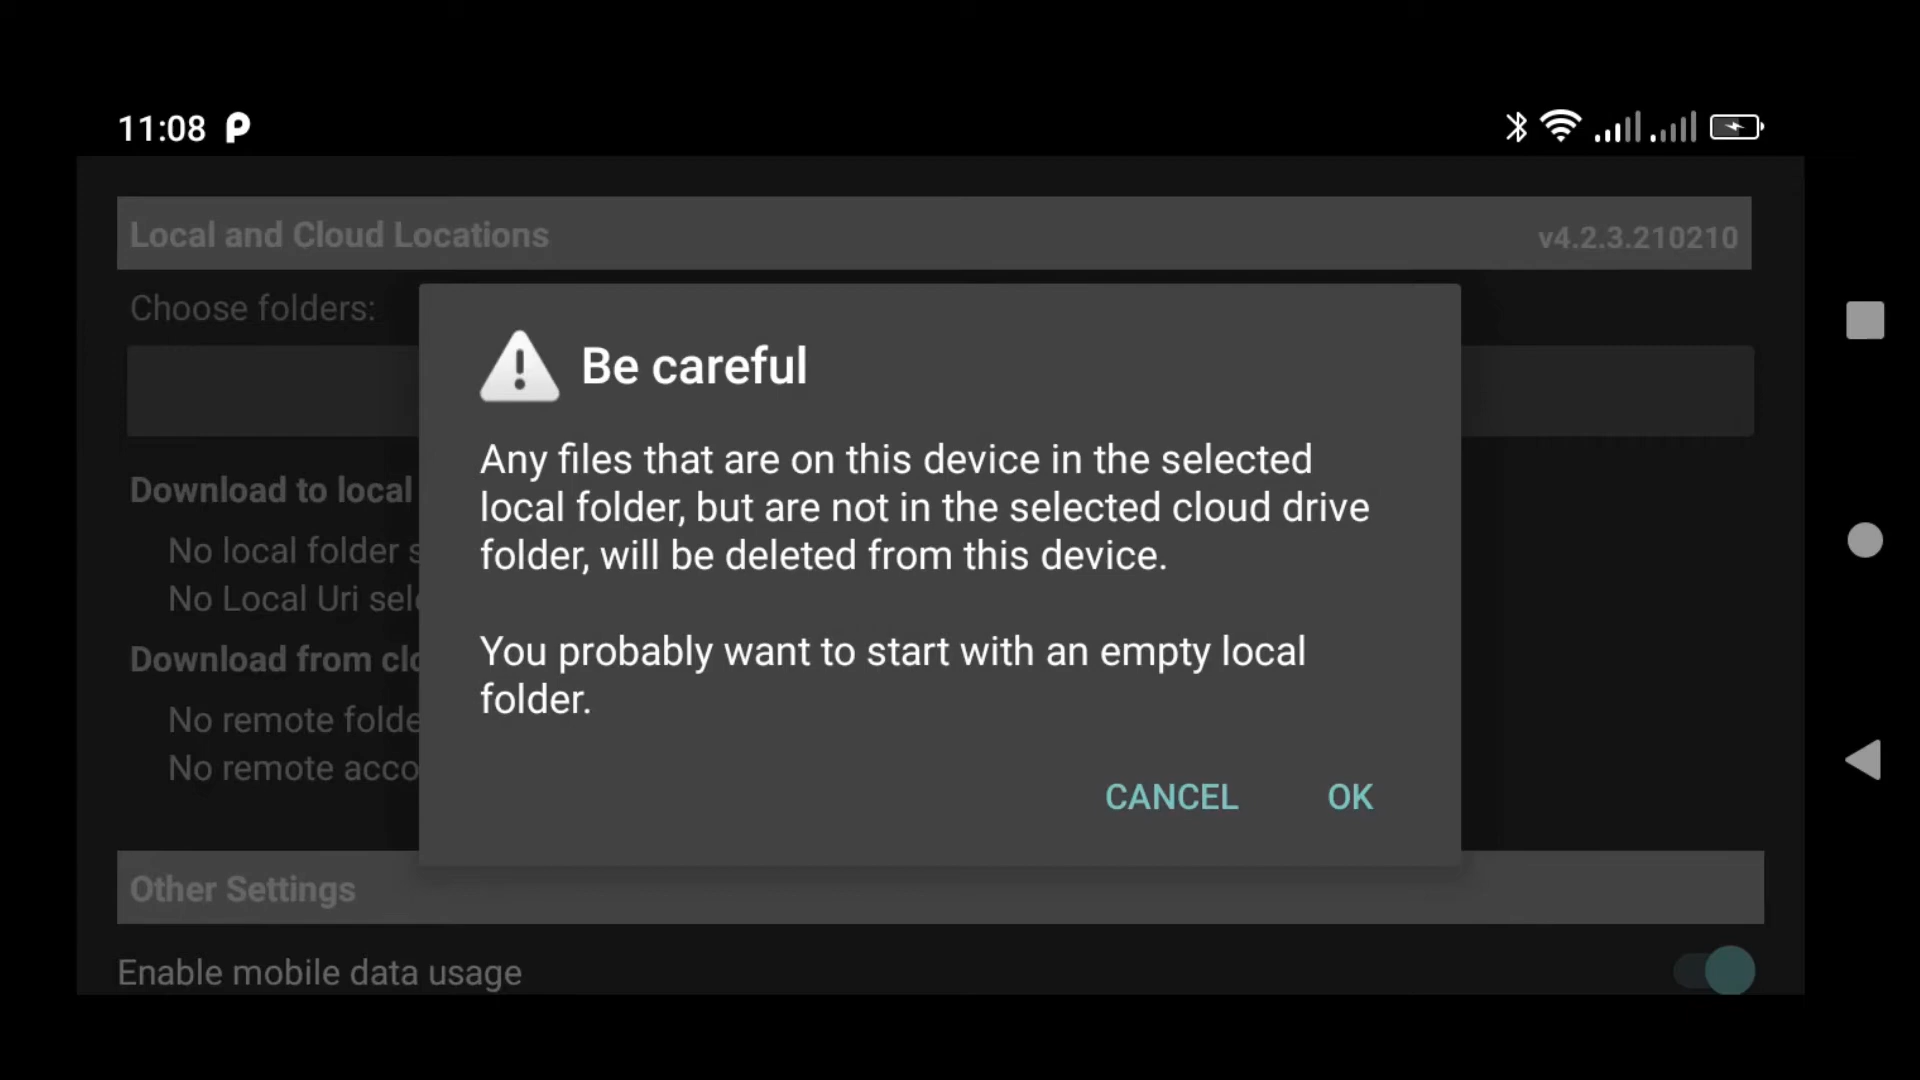 11:08
Local and Cloud Locations
v4.2.3.210210
Choose folders:
Be careful
Any files that are on this device in the selected
local folder, but are not in the selected cloud drive
folder, will be deleted from this device.
You probably want to start with an empty local
folder.
CANCEL
OK
Download to local
No local folder
No Local Uri
Download from
No remote
No remote
Other Settings
Enable mobile data usage